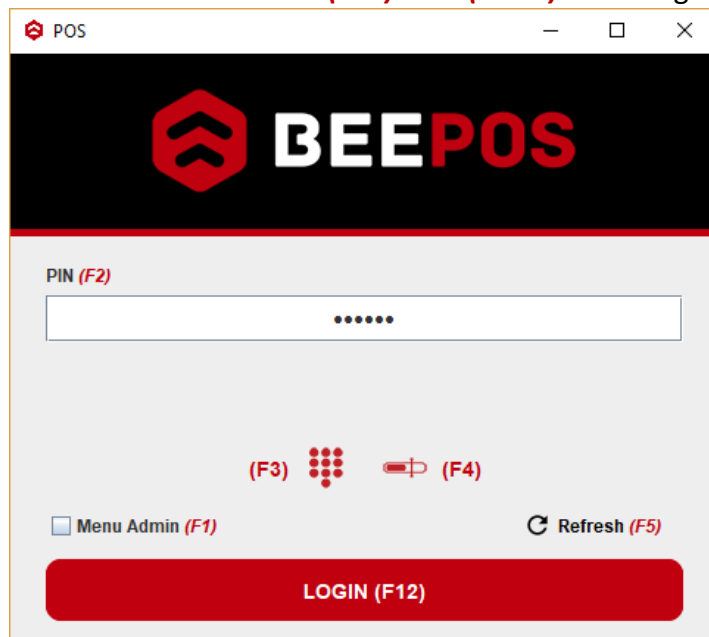 POS
BEEPOS
PIN (F2)
••••••
(F3) (F4)
Menu Admin (F1) Refresh (F5)
LOGIN (F12)